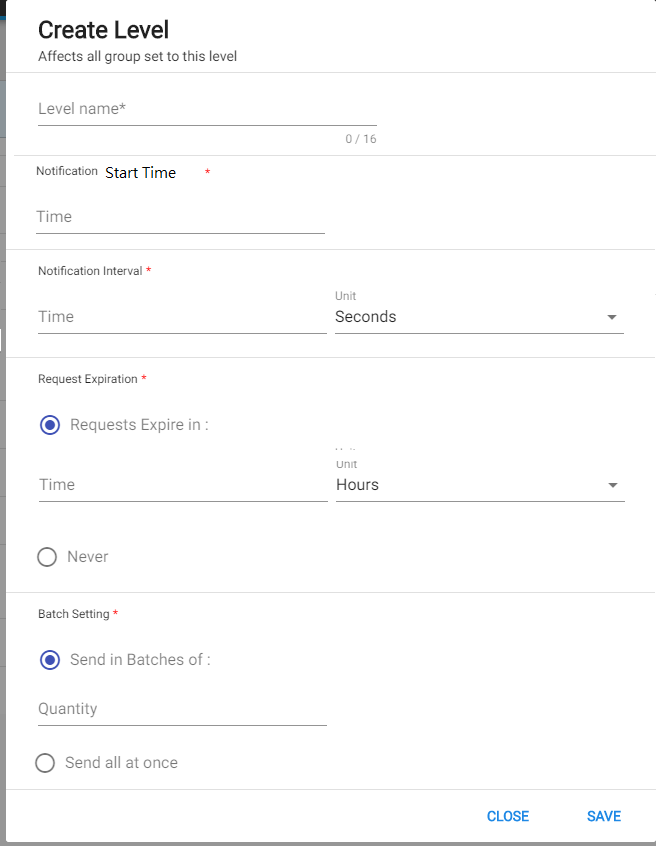 Create Level
Affects all group set to this level
Level name*
0 / 16
Notification Start Time *
Time
Notification Interval *
Unit
Time
Seconds
Request Expiration *
Requests Expire in :
Unit
Time
Hours
Never
Batch Setting *
Send in Batches of :
Quantity
Send all at once
CLOSE SAVE